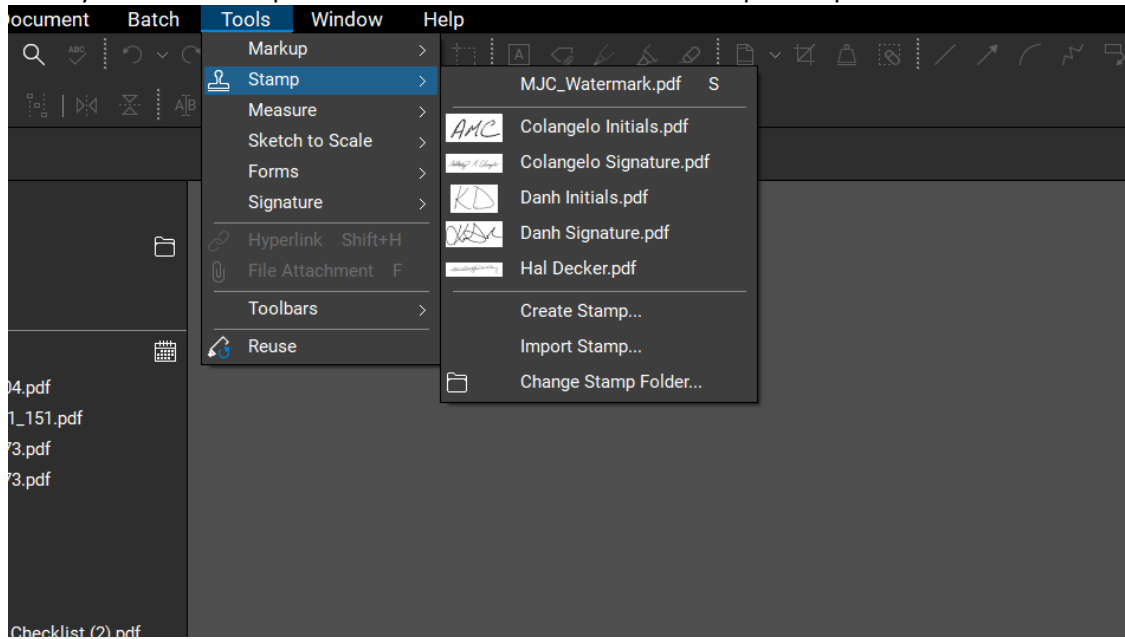 ocument Batch Tools Window Help
Markup
Stamp
Measure
Sketch to Scale
Forms
Signature
Hyperlink Shift+H
File Attachment F
Toolbars
Reuse
MJC_Watermark.pdf S
AMC Colangelo Initials.pdf
Colangelo Signature.pdf
KD Danh Initials.pdf
Danh Signature.pdf
Hal Decker.pdf
Create Stamp...
Import Stamp...
Change Stamp Folder...
ABC
A
A|B
04.pdf
1_151.pdf
73.pdf
73.pdf
Checklist (2).pdf